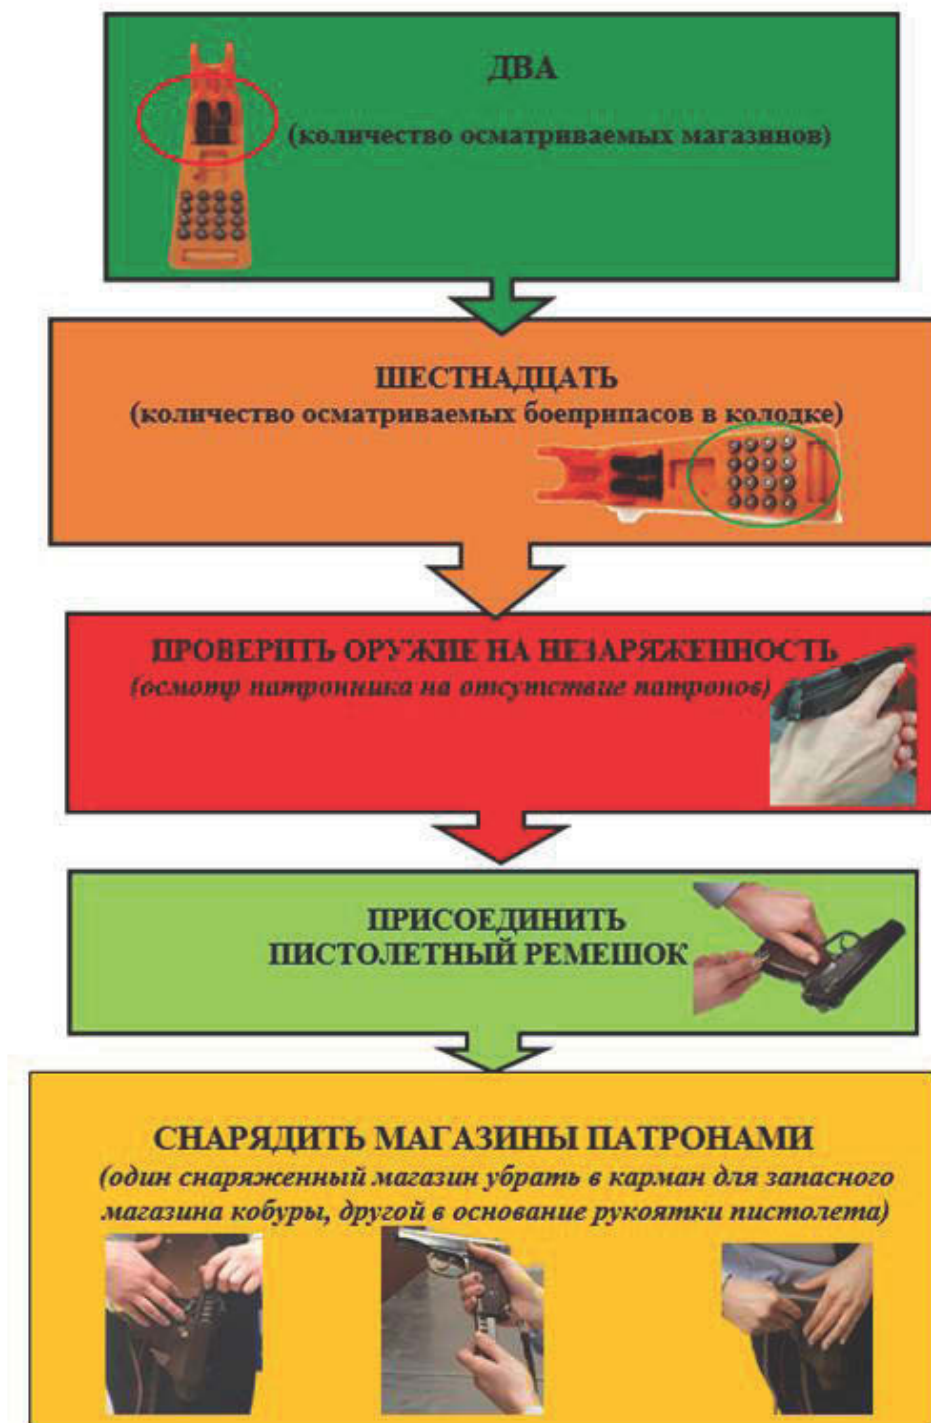 ДВА
(количество осматриваемых магазинов)
ШЕСТНАДЦАТЬ
(количество осматриваемых боеприпасов в колодке)
ПРОВЕРИТЬ ОРУЖИЕ НА НЕЗАРЯЖЕННОСТЬ
(осмотр патронника на отсутствие патронов)
ПРИСОЕДИНИТЬ
ПИСТОЛЕТНЫЙ РЕМЕШОК
СНАРЯДИТЬ МАГАЗИНЫ ПАТРОНАМИ
(один снаряженный магазин убрать в карман для запасного
магазина кобуры, другой в основание рукоятки пистолета)